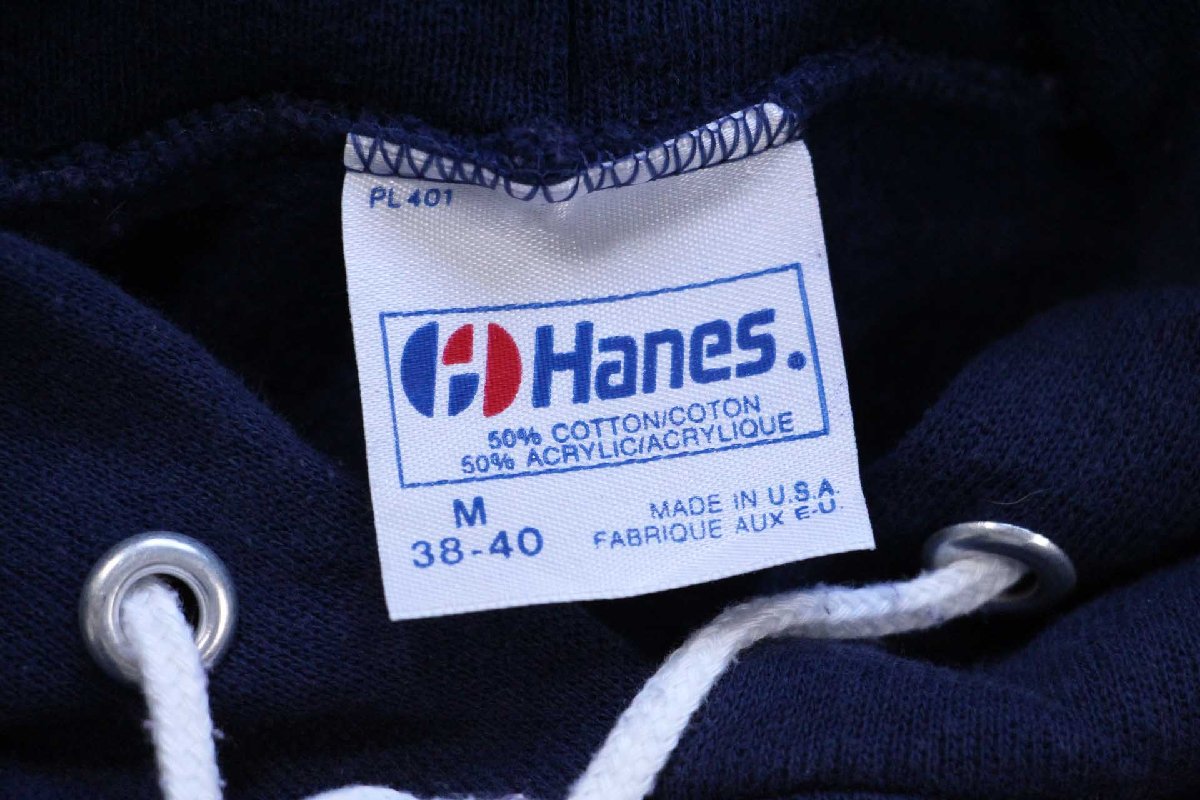 PL 401
Hanes.
50% COTTON/COTON
50% ACRYLIC/ACRYLIQUE
M
38-40
MADE IN U.S.A.
FABRIQUE AUX E-U.